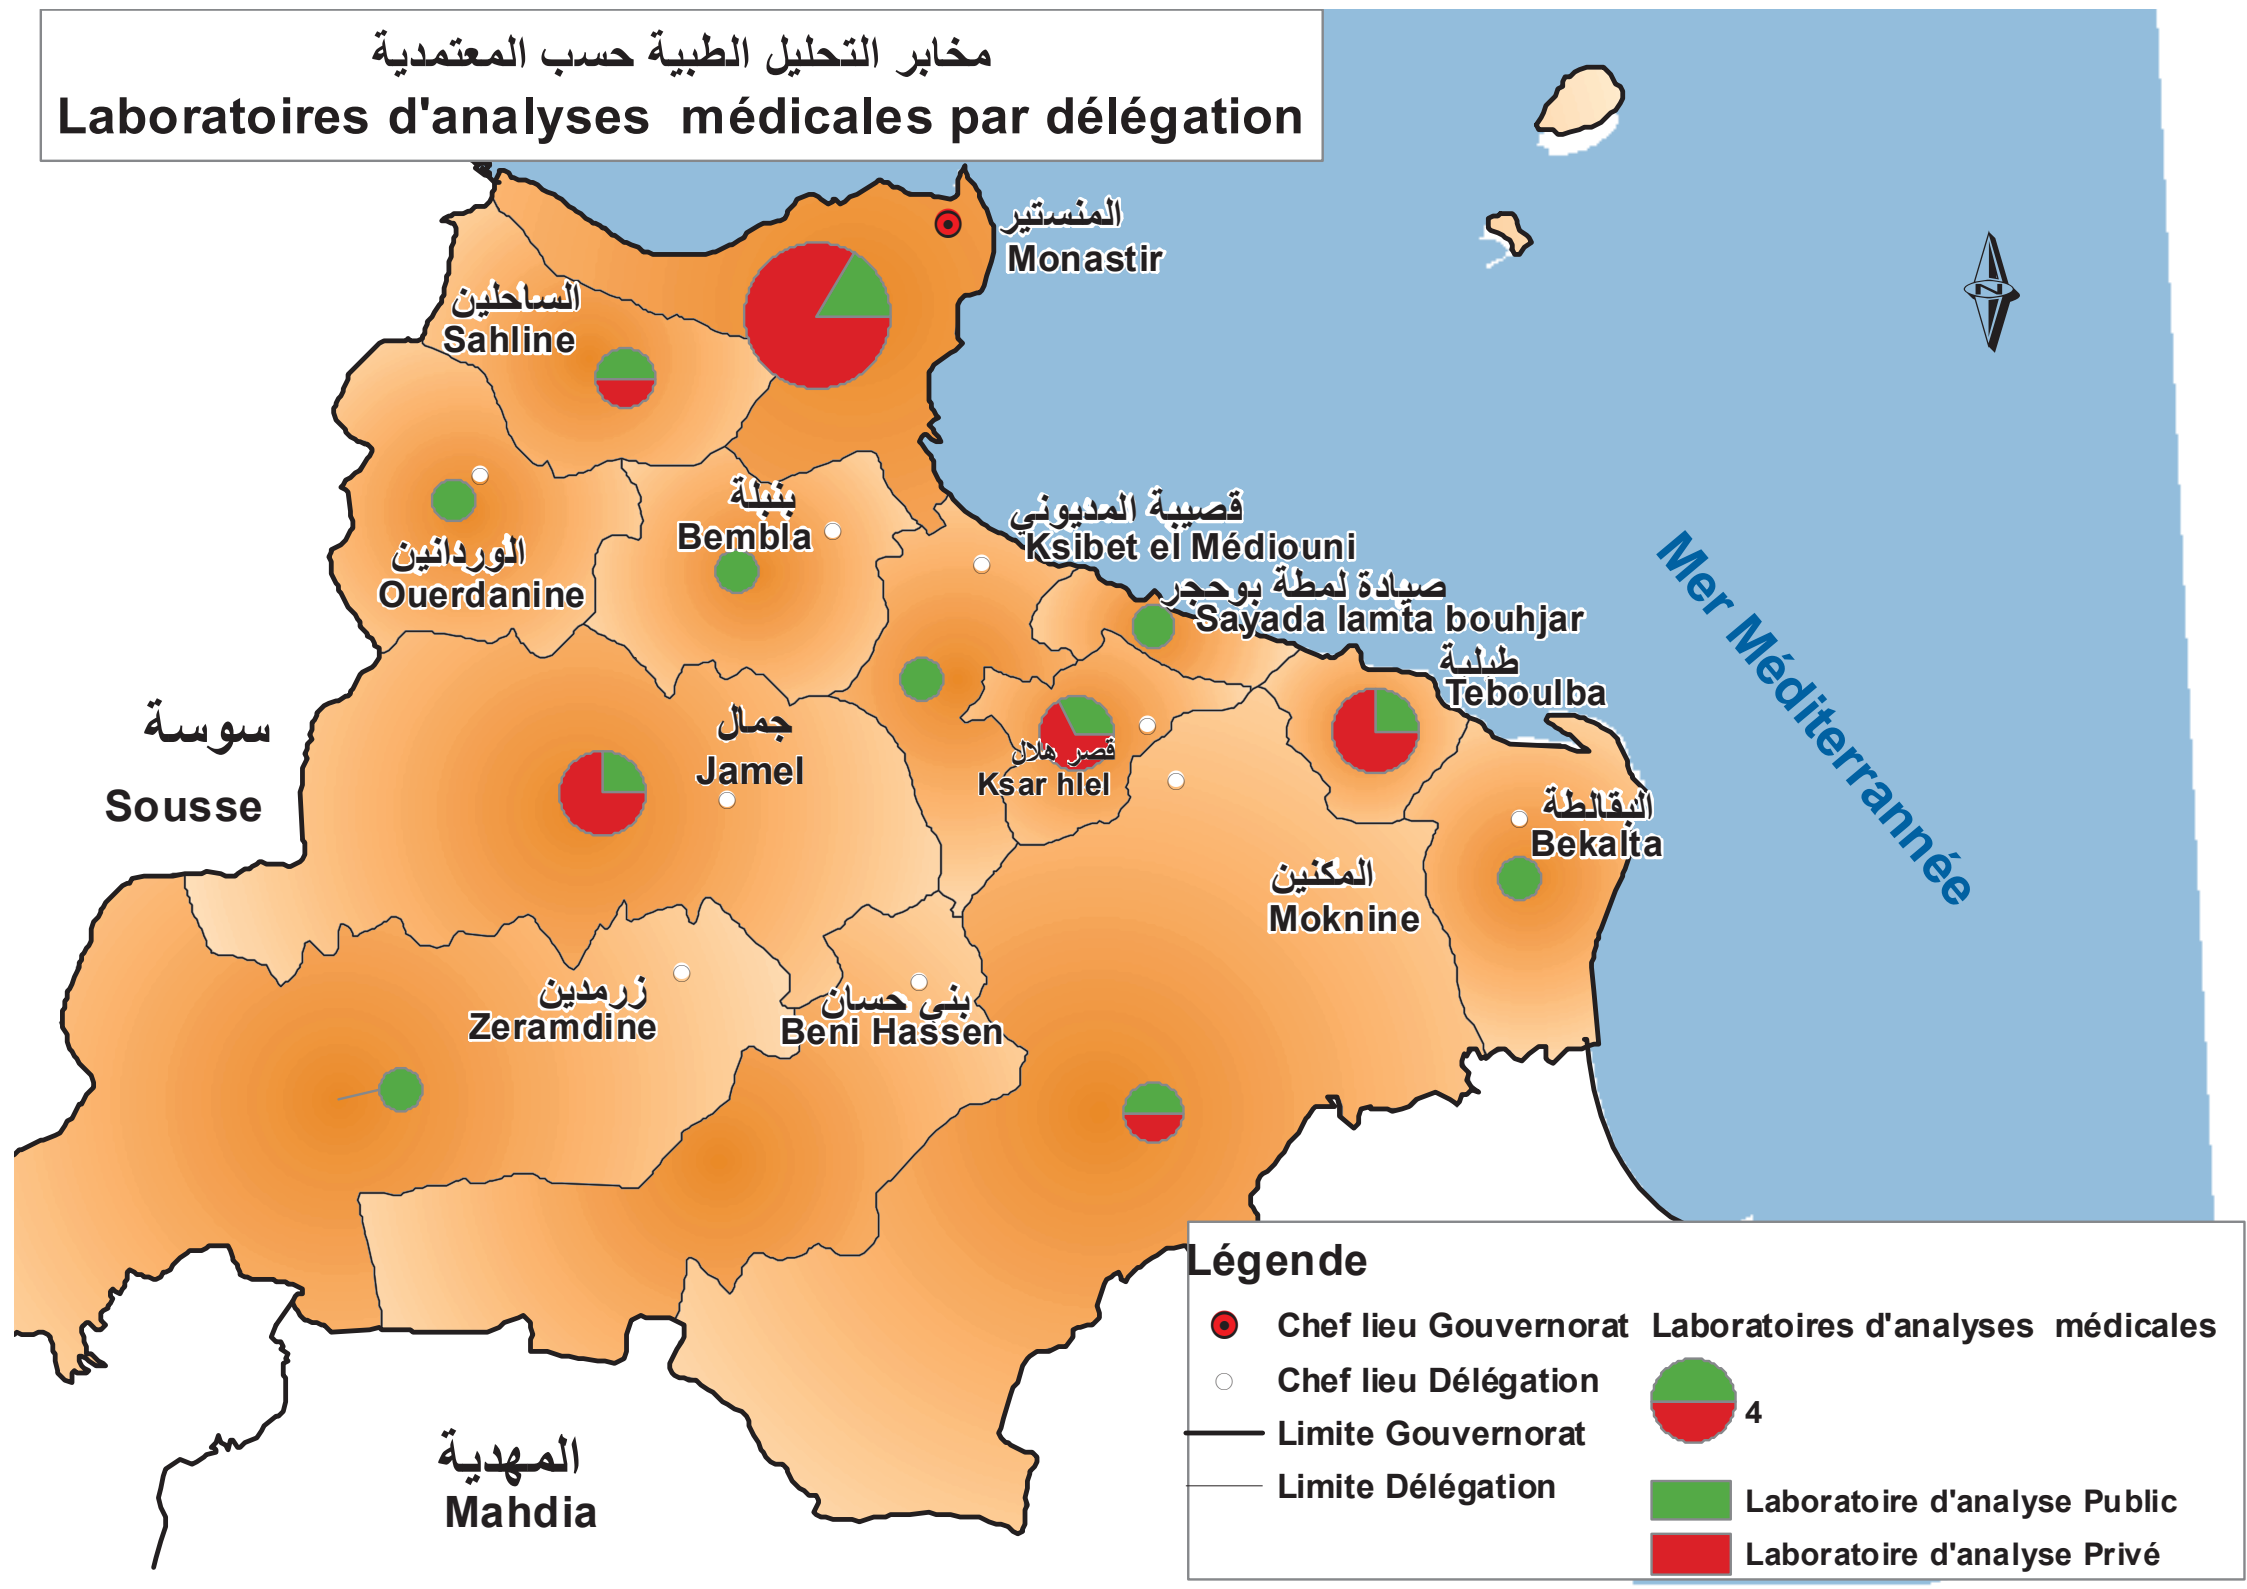 مخابر التحليل الطبية حسب المعتمدية
Laboratoires d'analyses médicales par délégation
المنستير
Monastir
الساحلين
Sahline
بنبلة
Bembla
قصيبة المديوني
Ksibet el Médiouni
الوردانين
Ouerdanine
صيادة لمطة بوحجر
Sayada lamta bouhjar
طبلبة
Teboulba
Mer Méditerrannée
جمال
Jamel
قصر هلال
Ksar hlel
سوسة
Sousse
البقالطة
Bekalta
المكنين
Moknine
زرمدين
Zeramdine
بني حسان
Beni Hassen
المهدية
Mahdia
N
Légende
Chef lieu Gouvernorat
Chef lieu Délégation
Limite Gouvernorat
Limite Délégation
Laboratoires d'analyses médicales
4
Laboratoire d'analyse Public
Laboratoire d'analyse Privé